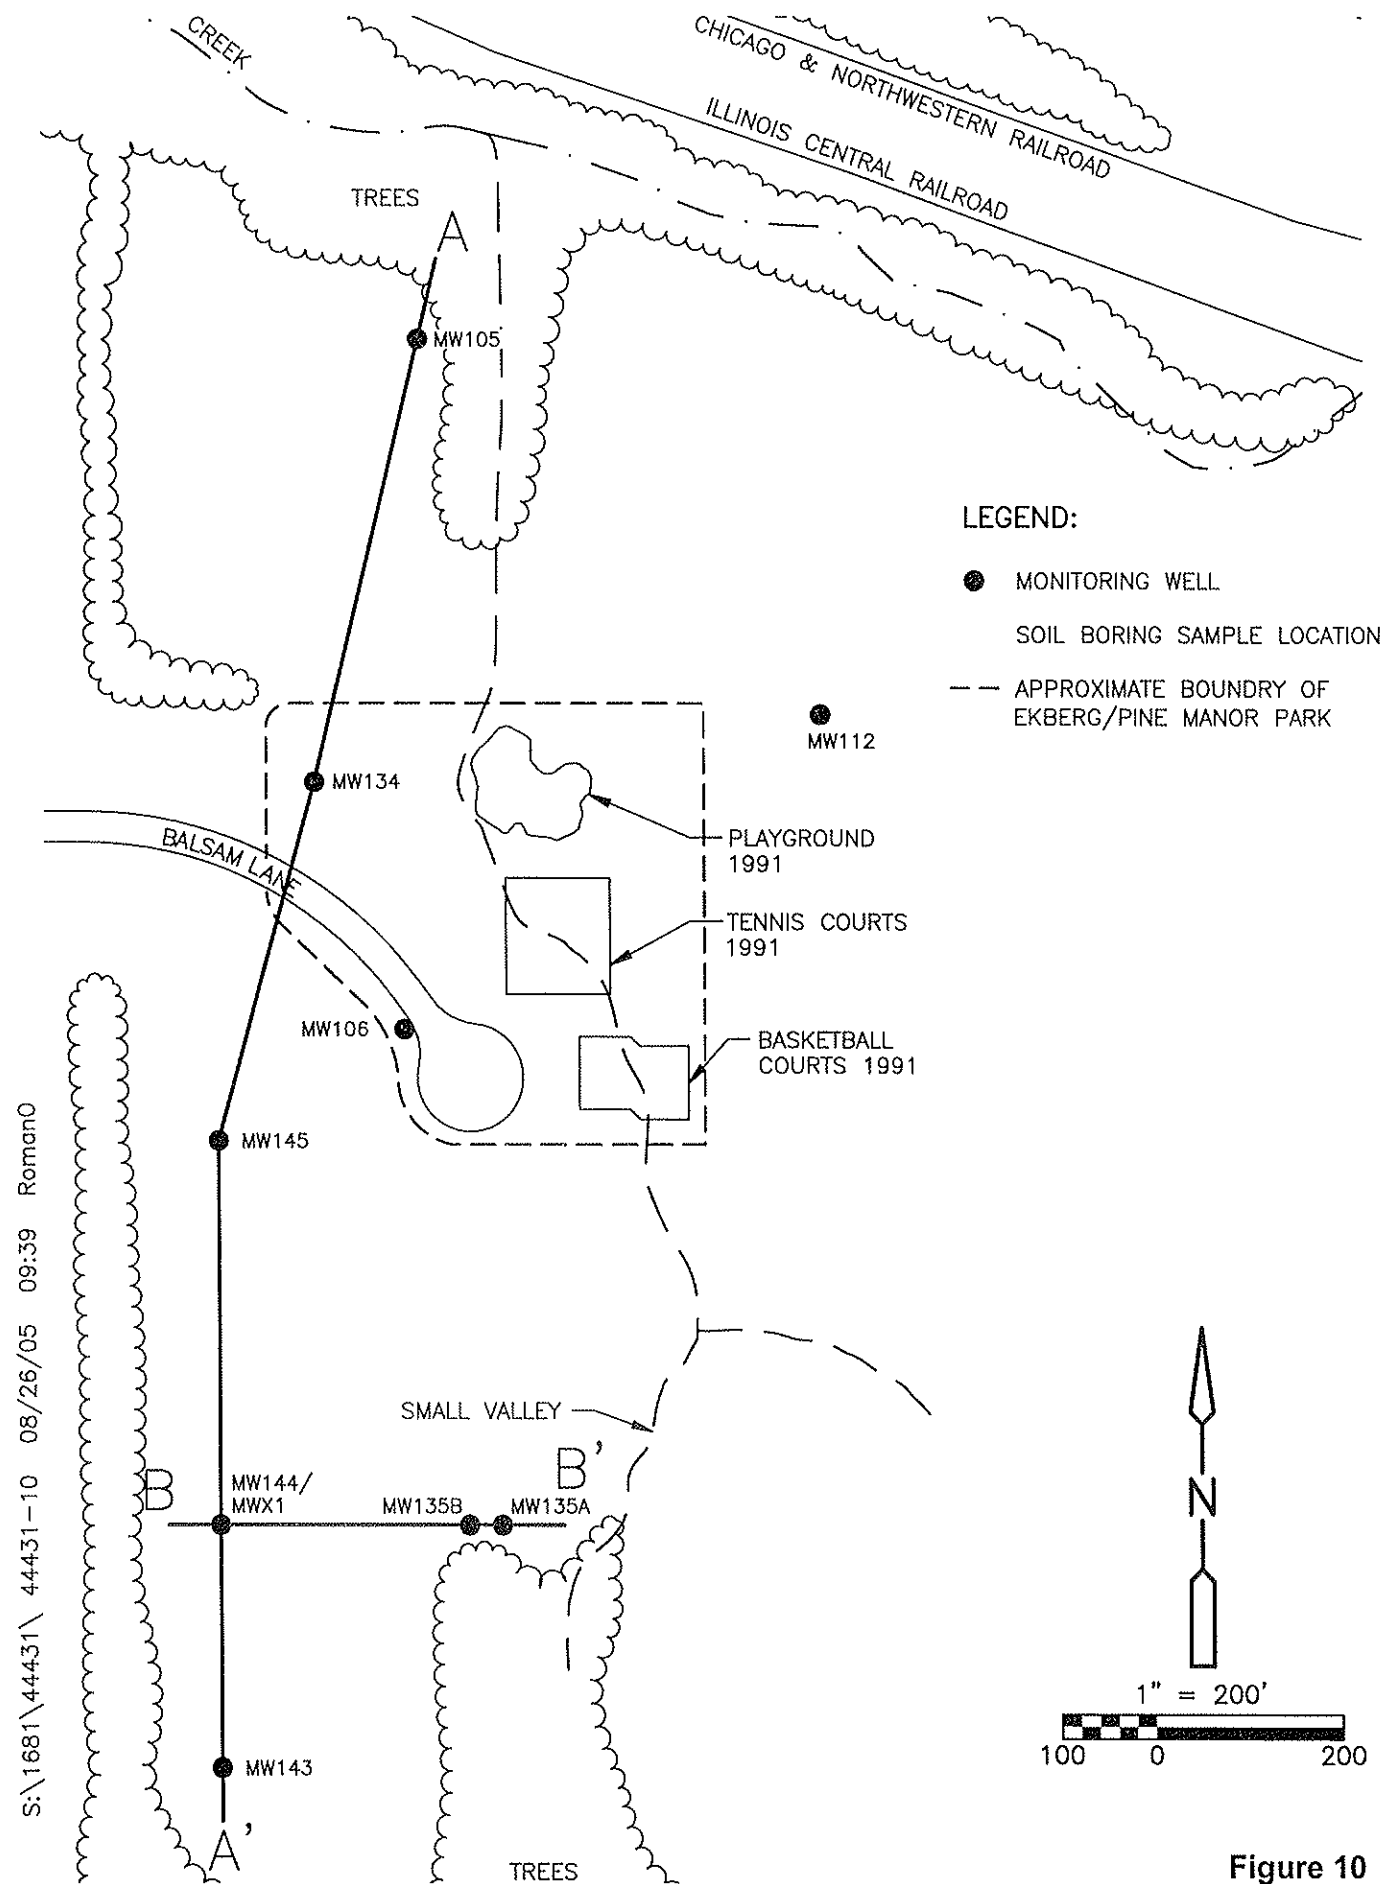 CREEK
CHICAGO & NORTHWESTERN RAILROAD
ILLINOIS CENTRAL RAILROAD
TREES
A
MW105
LEGEND:
MONITORING WELL
SOIL BORING SAMPLE LOCATION
APPROXIMATE BOUNDRY OF
EKBERG/PINE MANOR PARK
MW112
MW134
PLAYGROUND
1991
BALSAM LANE
TENNIS COURTS
1991
MW106
BASKETBALL
COURTS 1991
MW145
SMALL VALLEY
B
B'
MW144/
MWX1
MW135B
MW135A
N
1" = 200'
100 0 200
MW143
A'
TREES
Figure 10
S:\1681\44431\ 44431-10 08/26/05 09:39 RomanO